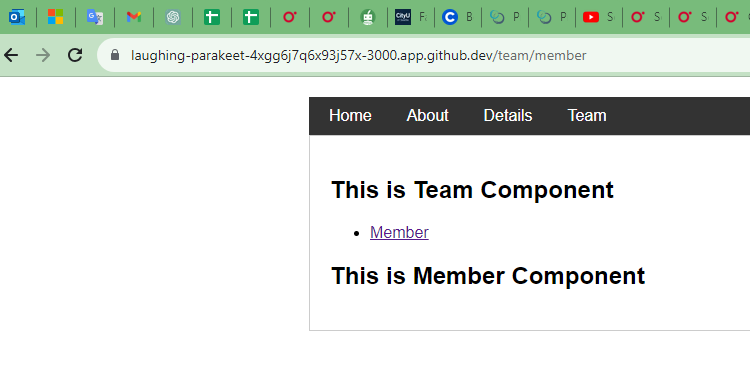 CityU F
B
P
P
S
S
S
laughing-parakeet-4xgg6j7q6x93j57x-3000.app.github.dev/team/member
Home About Details Team
This is Team Component
Member
This is Member Component